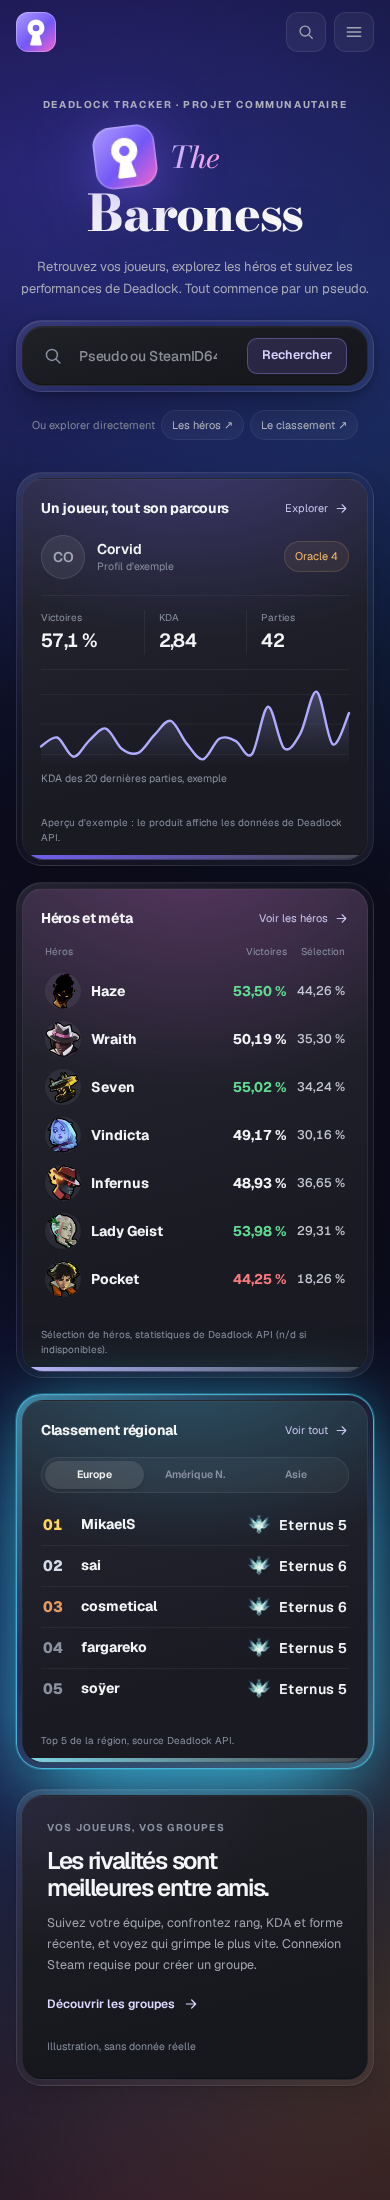 DEADLOCK TRACKER · PROJET COMMUNAUTAIRE
The
Baroness
Retrouvez vos joueurs, explorez les héros et suivez les
performances de Deadlock. Tout commence par un pseudo.
Pseudo ou SteamID64
Rechercher
Ou explorer directement
Les héros ↗
Le classement ↗
Un joueur, tout son parcours
Explorer →
CO
Corvid
Profil d'exemple
Oracle 4
Victoires KDA Parties
57,1 % 2,84 42
KDA des 20 dernières parties, exemple
Aperçu d'exemple : le produit affiche les données de Deadlock
API.
Héros et méta
Voir les héros →
Héros Victoires Sélection
Haze 53,50 % 44,26 %
Wraith 50,19 % 35,30 %
Seven 55,02 % 34,24 %
Vindicta 49,17 % 30,16 %
Infernus 48,93 % 36,65 %
Lady Geist 53,98 % 29,31 %
Pocket 44,25 % 18,26 %
Sélection de héros, statistiques de Deadlock API (n/d si
indisponibles).
Classement régional
Voir tout →
Europe Amérique N. Asie
01 MikaelS Eternus 5
02 sai Eternus 6
03 cosmetical Eternus 6
04 fargareko Eternus 5
05 soÿer Eternus 5
Top 5 de la région, source Deadlock API.
VOS JOUEURS, VOS GROUPES
Les rivalités sont
meilleures entre amis.
Suivez votre équipe, confrontez rang, KDA et forme
récente, et voyez qui grimpe le plus vite. Connexion
Steam requise pour créer un groupe.
Découvrir les groupes →
Illustration, sans donnée réelle